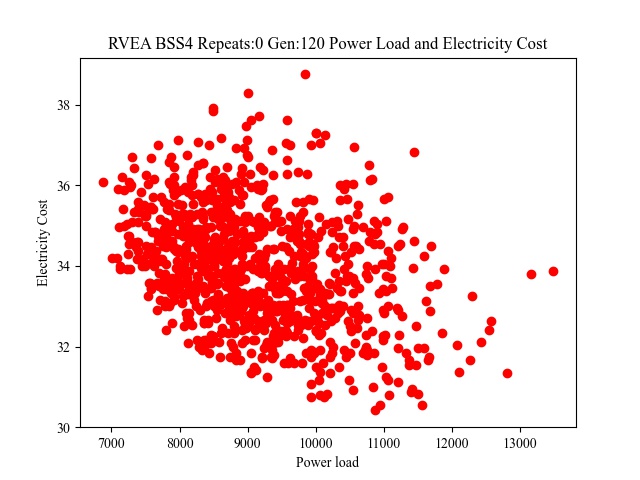 RVEA BSS4 Repeats:0 Gen:120 Power Load and Electricity Cost
38
36
34
32
30
Electricity Cost
7000 8000 9000 10000 11000 12000 13000
Power load